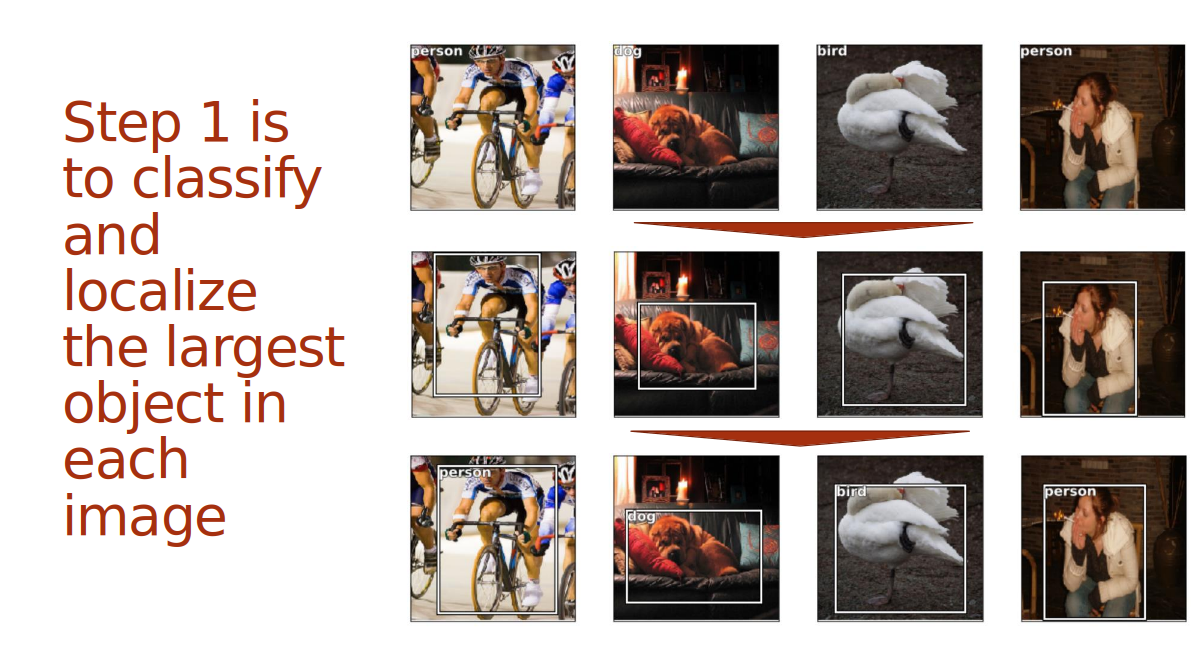 Step 1 is
to classify
and
localize
the largest
object in
each
image
person
dog
bird
person
person
dog
bird
person